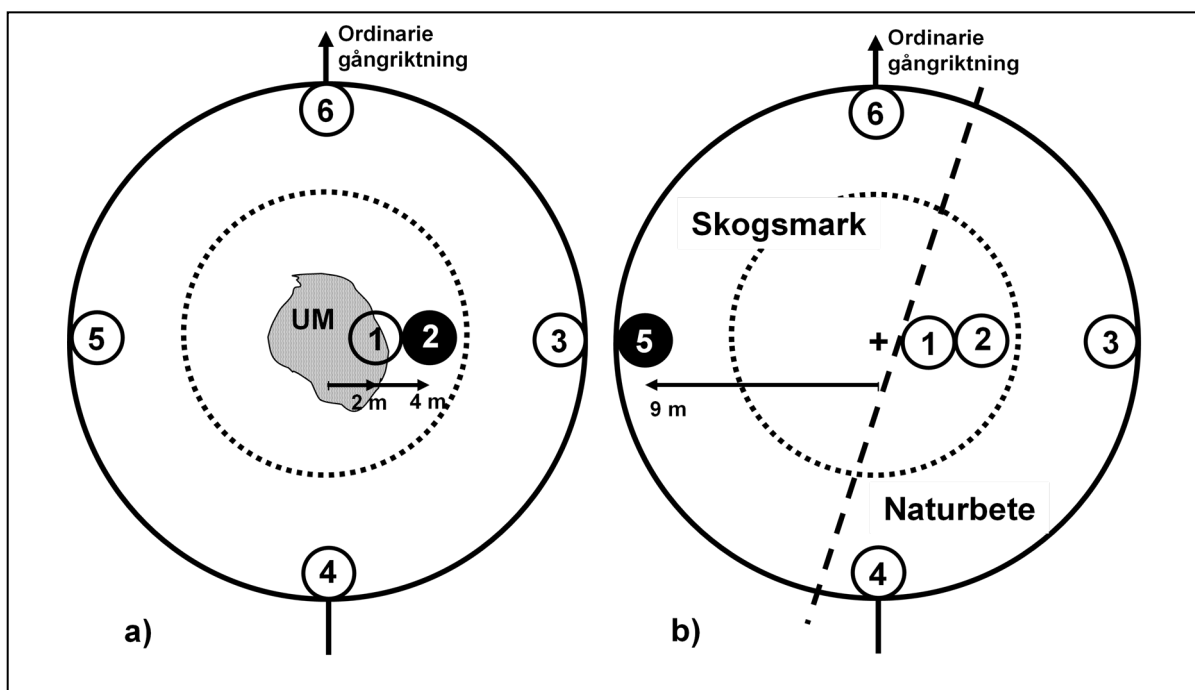 Ordinarie
gångriktning
6
5
UM
1
2
3
2 m
4 m
4
a)
Ordinarie
gångriktning
6
Skogsmark
5
+
1
2
3
9 m
Naturbete
4
b)